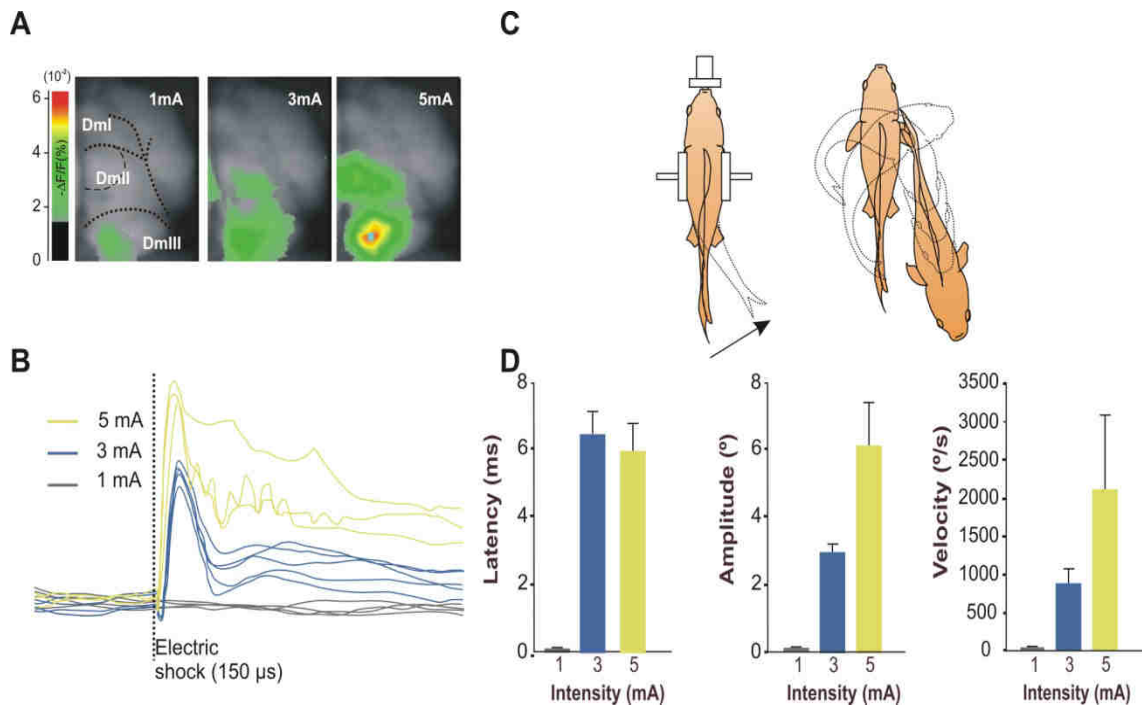 A
(10⁻²)
6
4
2
0
-ΔF/F(%)
1mA
DmI
DmII
DmIII
3mA
5mA
B
5 mA
3 mA
1 mA
Electric
shock (150 µs)
C
D
8
6
4
2
0
Latency (ms)
1 3 5
Intensity (mA)
8
6
4
2
0
Amplitude (º)
1 3 5
Intensity (mA)
3500
3000
2500
2000
1500
1000
500
0
Velocity (º/s)
1 3 5
Intensity (mA)